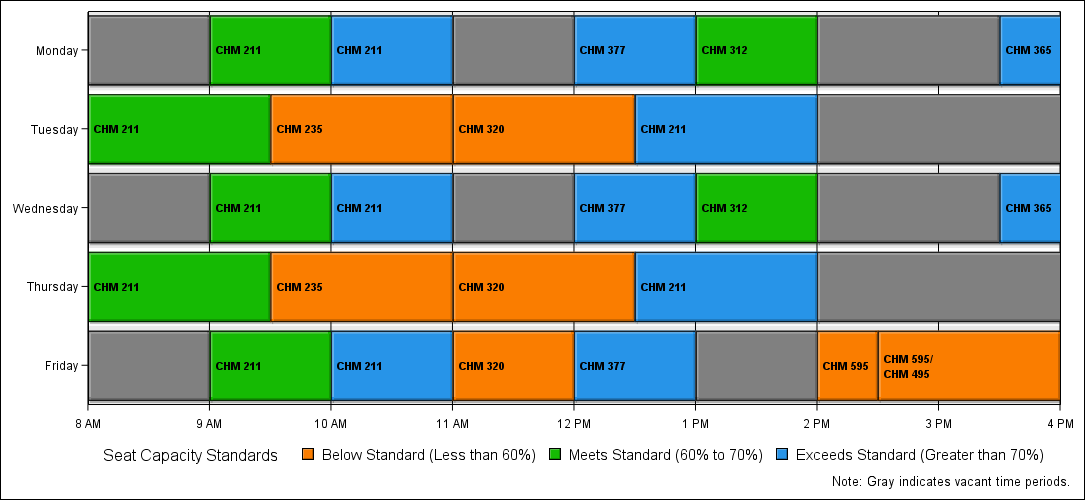 Monday
CHM 211
CHM 211
CHM 377
CHM 312
CHM 365
Tuesday
CHM 211
CHM 235
CHM 320
CHM 211
Wednesday
CHM 211
CHM 211
CHM 377
CHM 312
CHM 365
Thursday
CHM 211
CHM 235
CHM 320
CHM 211
Friday
CHM 211
CHM 211
CHM 320
CHM 377
CHM 595
CHM 595/
CHM 495
8 AM
9 AM
10 AM
11 AM
12 PM
1 PM
2 PM
3 PM
4 PM
Seat Capacity Standards
Below Standard (Less than 60%)
Meets Standard (60% to 70%)
Exceeds Standard (Greater than 70%)
Note: Gray indicates vacant time periods.